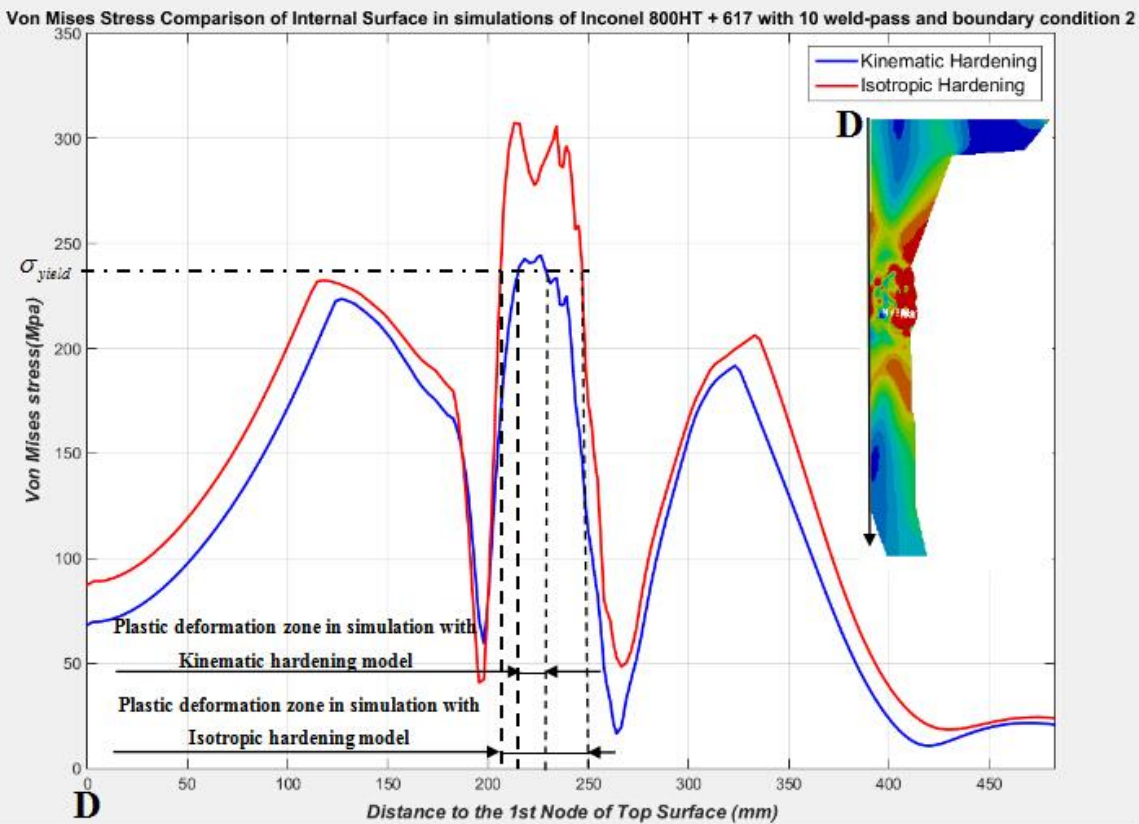 Von Mises Stress Comparison of Internal Surface in simulations of Inconel 800HT + 617 with 10 weld-pass and boundary condition 2
350
300
250
200
150
100
50
0
σyield
Von Mises stress(Mpa)
Kinematic Hardening
Isotropic Hardening
D
Plastic deformation zone in simulation with
Kinematic hardening model
Plastic deformation zone in simulation with
Isotropic hardening model
0
50
100
150
200
250
300
350
400
450
D
Distance to the 1st Node of Top Surface (mm)